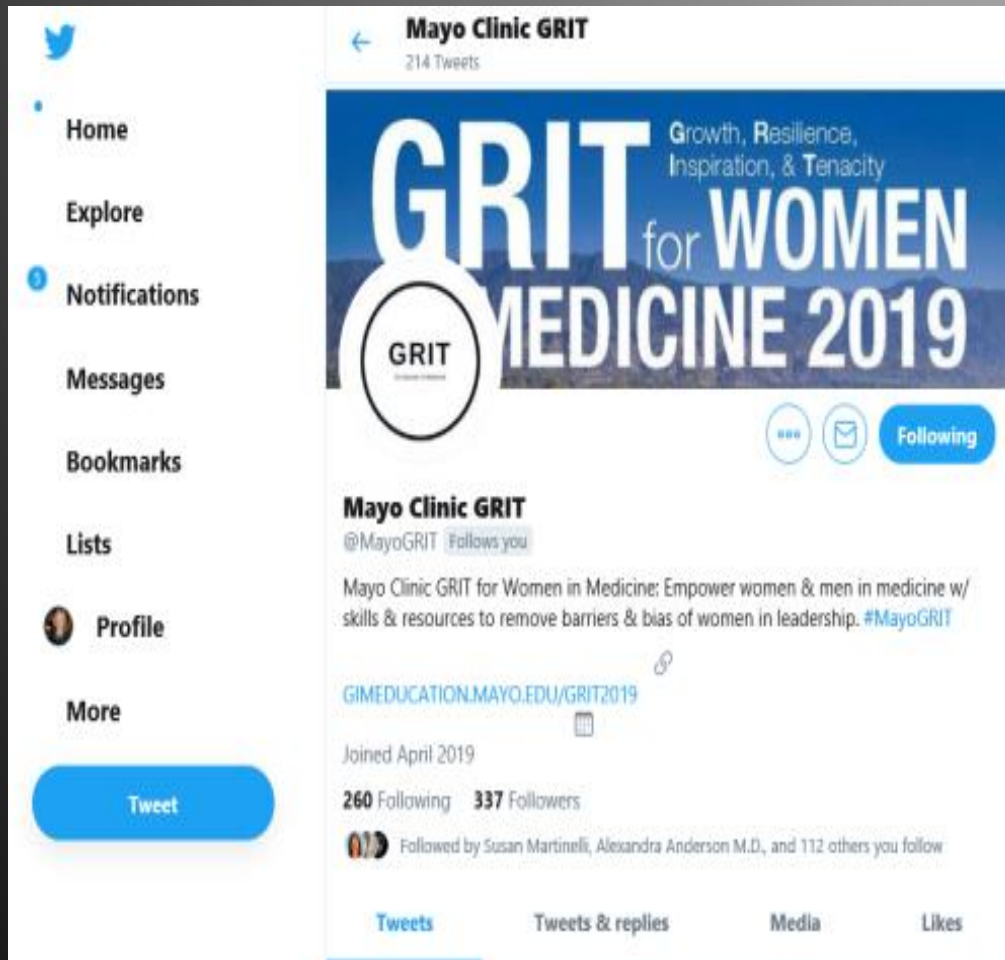 Home
Explore
Notifications
Messages
Bookmarks
Lists
Profile
More
Tweet
Mayo Clinic GRIT
214 Tweets
GRIT
Growth, Resilience,
Inspiration, & Tenacity
for WOMEN
MEDICINE 2019
GRIT
Following
Mayo Clinic GRIT
@MayoGRIT Follows you
Mayo Clinic GRIT for Women in Medicine: Empower women & men in medicine w/
skills & resources to remove barriers & bias of women in leadership. #MayoGRIT
GIMEDUCATION.MAYO.EDU/GRIT2019
Joined April 2019
260 Following 337 Followers
Followed by Susan Martinelli, Alexandra Anderson M.D., and 112 others you follow
Tweets Tweets & replies Media Likes